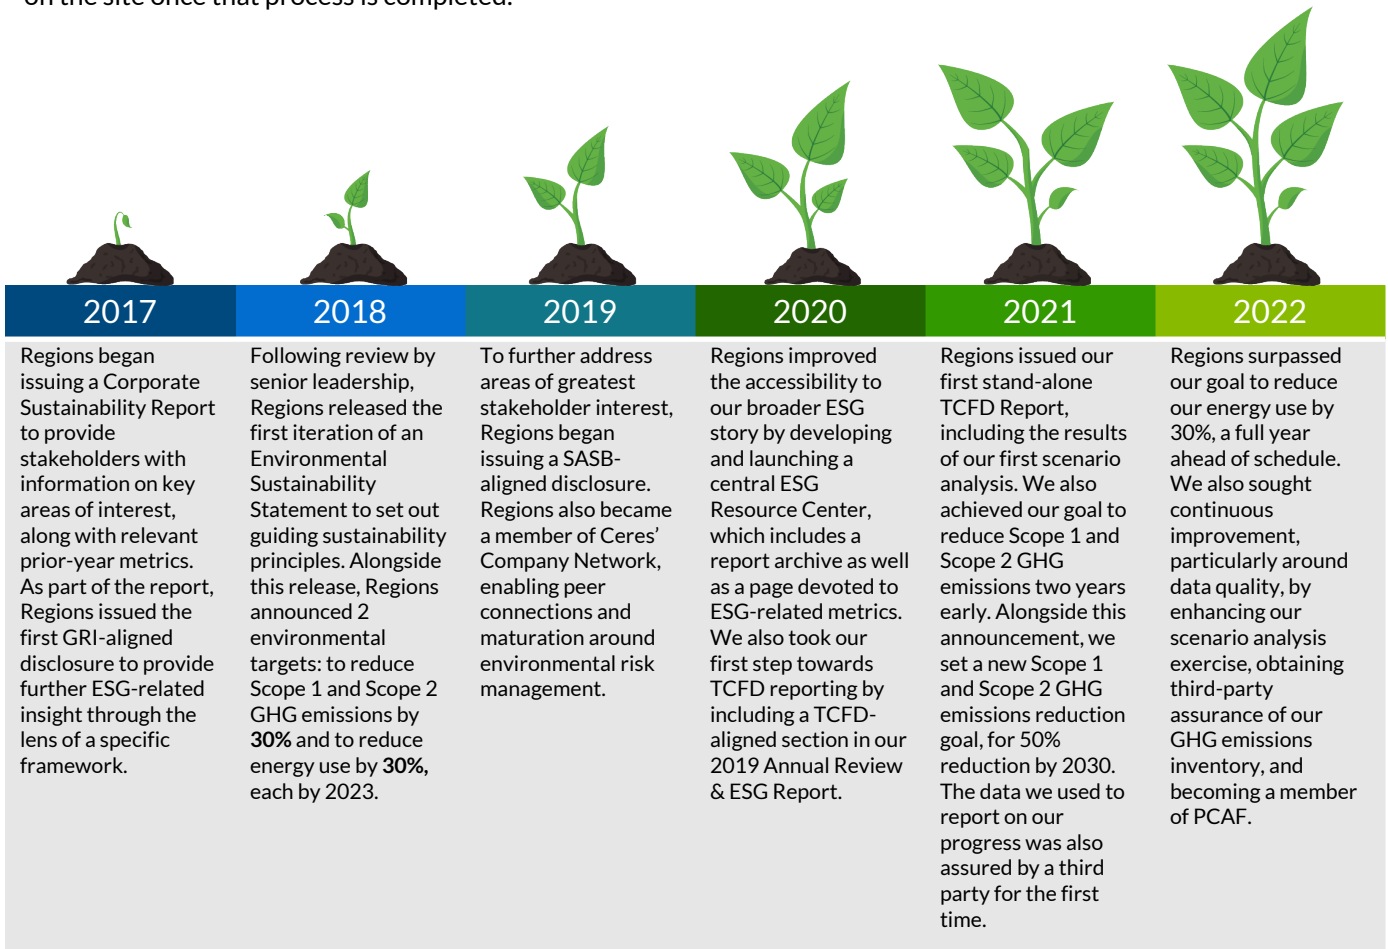 on the site once that process is completed.
2017
2018
2019
2020
2021
2022
Regions began
issuing a Corporate
Sustainability Report
to provide
stakeholders with
information on key
areas of interest,
along with relevant
prior-year metrics.
As part of the report,
Regions issued the
first GRI-aligned
disclosure to provide
further ESG-related
insight through the
lens of a specific
framework.
Following review by
senior leadership,
Regions released the
first iteration of an
Environmental
Sustainability
Statement to set out
guiding sustainability
principles. Alongside
this release, Regions
announced 2
environmental
targets: to reduce
Scope 1 and Scope 2
GHG emissions by
30% and to reduce
energy use by 30%,
each by 2023.
To further address
areas of greatest
stakeholder interest,
Regions began
issuing a SASB-
aligned disclosure.
Regions also became
a member of Ceres’
Company Network,
enabling peer
connections and
maturation around
environmental risk
management.
Regions improved
the accessibility to
our broader ESG
story by developing
and launching a
central ESG
Resource Center,
which includes a
report archive as well
as a page devoted to
ESG-related metrics.
We also took our
first step towards
TCFD reporting by
including a TCFD-
aligned section in our
2019 Annual Review
& ESG Report.
Regions issued our
first stand-alone
TCFD Report,
including the results
of our first scenario
analysis. We also
achieved our goal to
reduce Scope 1 and
Scope 2 GHG
emissions two years
early. Alongside this
announcement, we
set a new Scope 1
and Scope 2 GHG
emissions reduction
goal, for 50%
reduction by 2030.
The data we used to
report on our
progress was also
assured by a third
party for the first
time.
Regions surpassed
our goal to reduce
our energy use by
30%, a full year
ahead of schedule.
We also sought
continuous
improvement,
particularly around
data quality, by
enhancing our
scenario analysis
exercise, obtaining
third-party
assurance of our
GHG emissions
inventory, and
becoming a member
of PCAF.